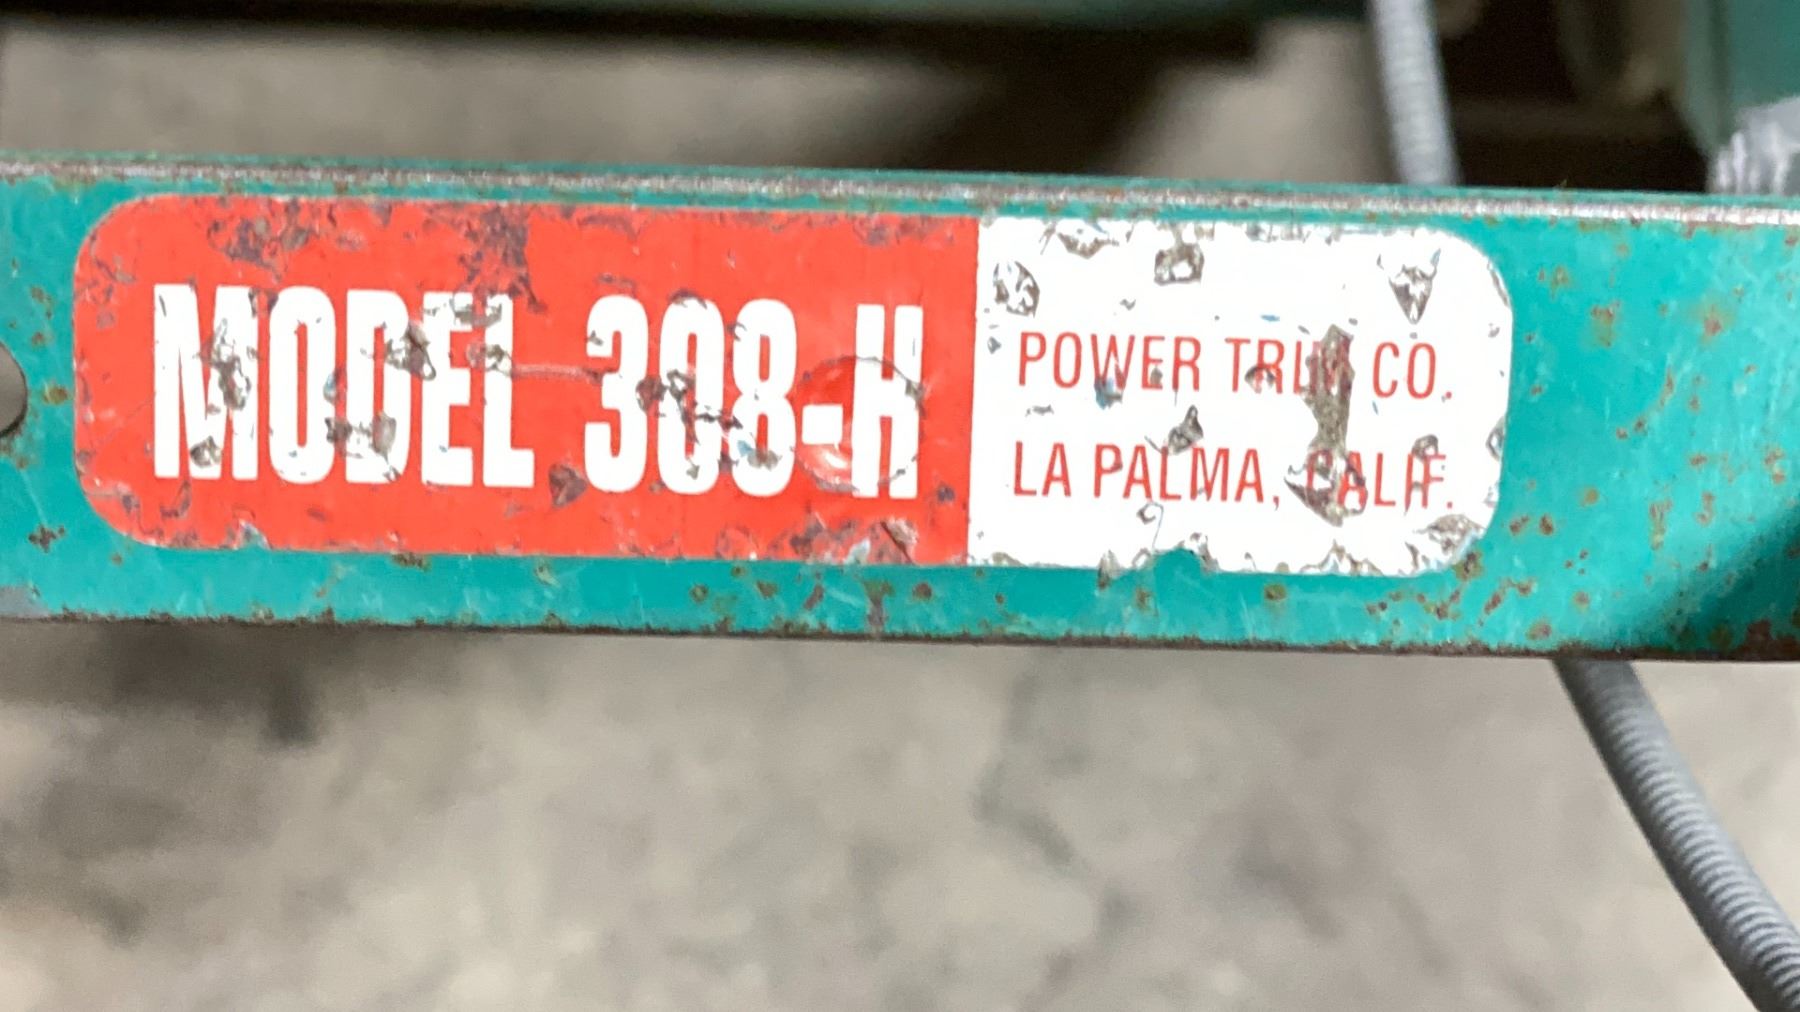 MODEL 308-H
POWER TRIM CO.
LA PALMA, CALIF.